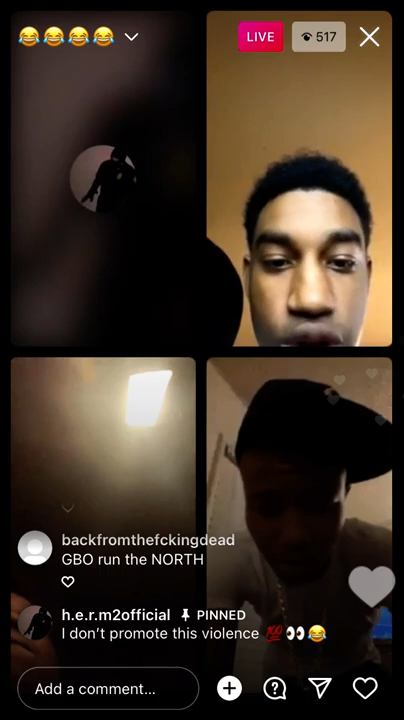 😂😂😂😂
LIVE
517
backfromthefckingdead
GBO run the NORTH
h.e.r.m2official PINNED
I don't promote this violence 💯👀😂
Add a comment...